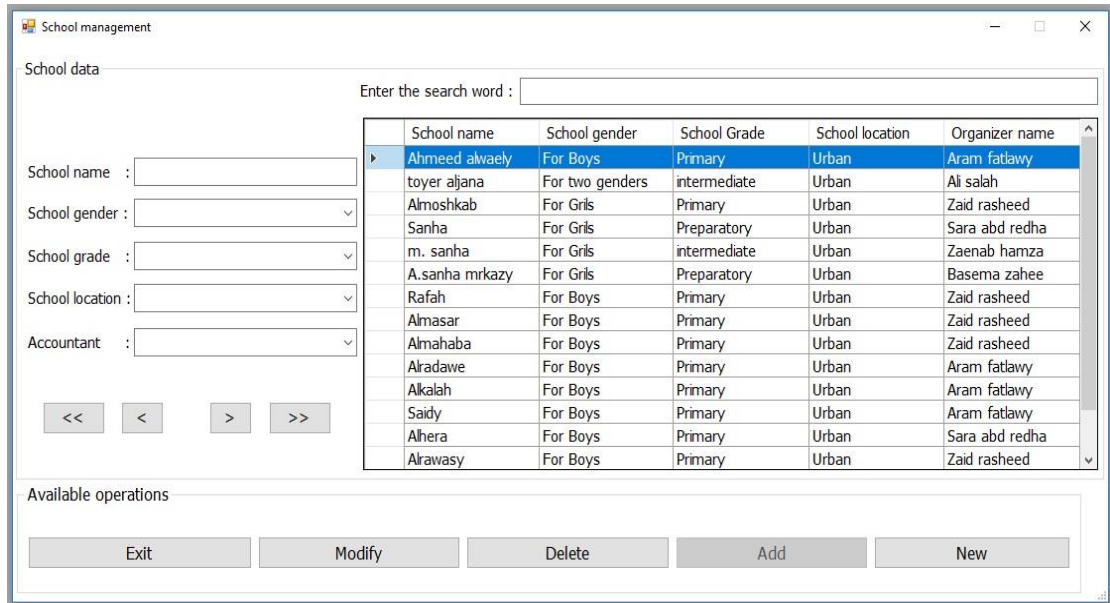 School management
School data
Enter the search word :
School name School gender School Grade School location Organizer name
Ahmeed alwaely For Boys Primary Urban Aram fatlawy
toyer aljana For two genders intermediate Urban Ali salah
Almoshkab For Grils Primary Urban Zaid rasheed
Sanha For Grils Preparatory Urban Sara abd redha
m. sanha For Grils intermediate Urban Zaenab hamza
A.sanha mrkazy For Grils Preparatory Urban Basema zahee
Rafah For Boys Primary Urban Zaid rasheed
Almasar For Boys Primary Urban Zaid rasheed
Almahaba For Boys Primary Urban Zaid rasheed
Alradawe For Boys Primary Urban Aram fatlawy
Alkalah For Boys Primary Urban Aram fatlawy
Saidy For Boys Primary Urban Aram fatlawy
Alhera For Boys Primary Urban Sara abd redha
Alrawasy For Boys Primary Urban Zaid rasheed
School name :
School gender :
School grade :
School location :
Accountant :
<< < > >>
Available operations
Exit Modify Delete Add New